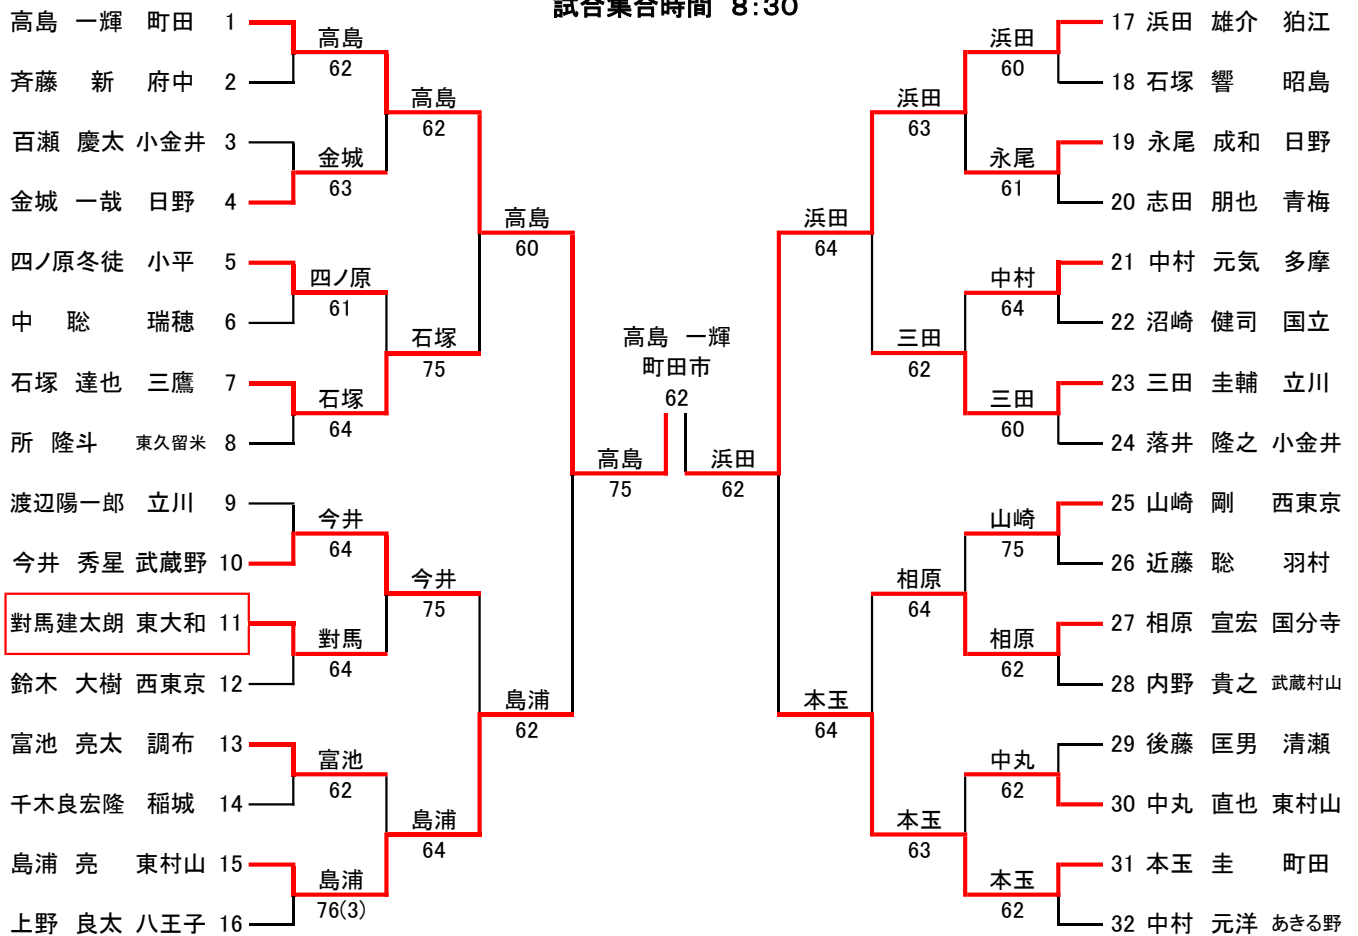 試合集合時間 8:30
高島 一輝 町田 1
斉藤 新 府中 2
百瀬 慶太 小金井 3
金城 一哉 日野 4
四ノ原冬徒 小平 5
中 聡 瑞穂 6
石塚 達也 三鷹 7
所 隆斗 東久留米 8
渡辺陽一郎 立川 9
今井 秀星 武蔵野 10
對馬建太朗 東大和 11
鈴木 大樹 西東京 12
富池 亮太 調布 13
千木良宏隆 稲城 14
島浦 亮 東村山 15
上野 良太 八王子 16
高島
62
金城
63
四ノ原
61
石塚
64
今井
64
對馬
64
富池
62
島浦
76(3)
高島
62
石塚
75
今井
75
島浦
64
高島
60
島浦
62
高島
75
高島 一輝
町田市
62
浜田
62
浜田
64
本玉
64
浜田
63
三田
62
相原
64
本玉
63
浜田
60
永尾
61
中村
64
三田
60
山崎
75
相原
62
中丸
62
本玉
62
17 浜田 雄介 狛江
18 石塚 響 昭島
19 永尾 成和 日野
20 志田 朋也 青梅
21 中村 元気 多摩
22 沼崎 健司 国立
23 三田 圭輔 立川
24 落井 隆之 小金井
25 山崎 剛 西東京
26 近藤 聡 羽村
27 相原 宣宏 国分寺
28 内野 貴之 武蔵村山
29 後藤 匡男 清瀬
30 中丸 直也 東村山
31 本玉 圭 町田
32 中村 元洋 あきる野